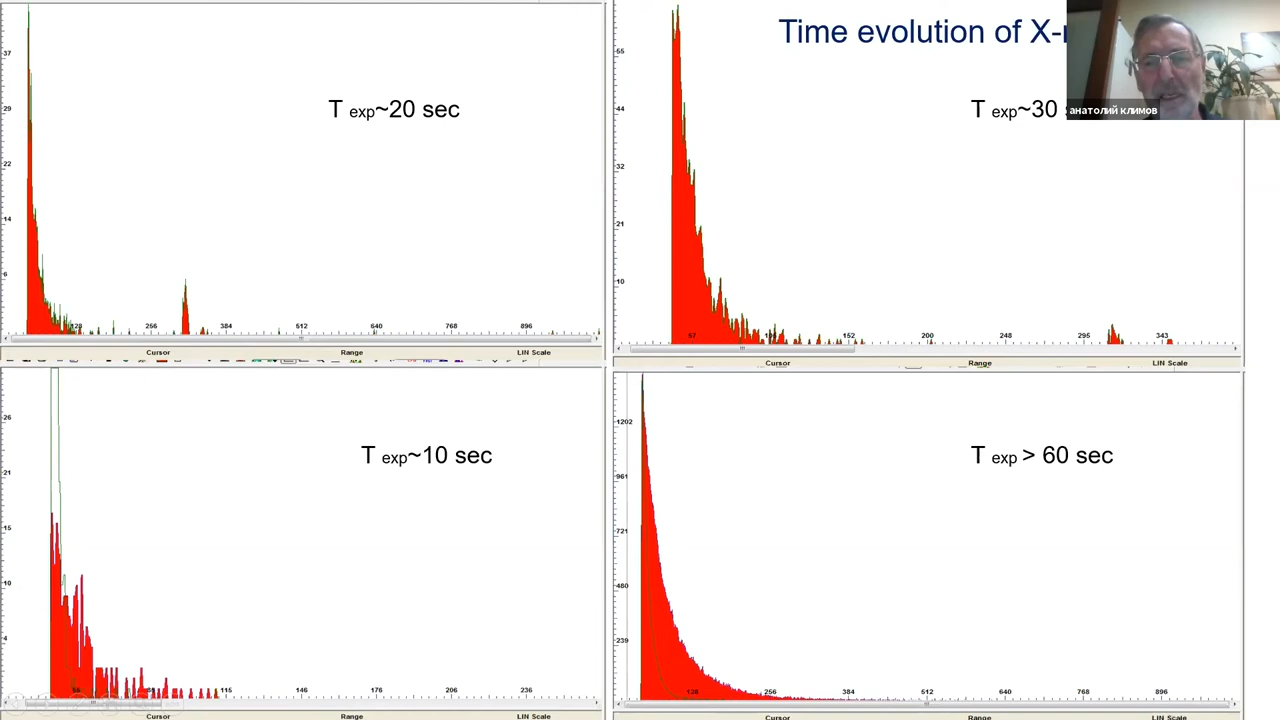 Time evolution of X-
анатолий климов
T exp~20 sec
T exp~30
37
29
22
14
6
128 256 384 512 640 768 896
Cursor Range LIN Scale
55
44
32
21
10
57 152 200 248 295 343
Cursor Range LIN Scale
T exp~10 sec
26
21
15
10
4
56 115 146 176 206 236
Cursor Range LIN Scale
T exp > 60 sec
1202
961
721
480
239
128 256 384 512 640 768 896
Cursor Range LIN Scale